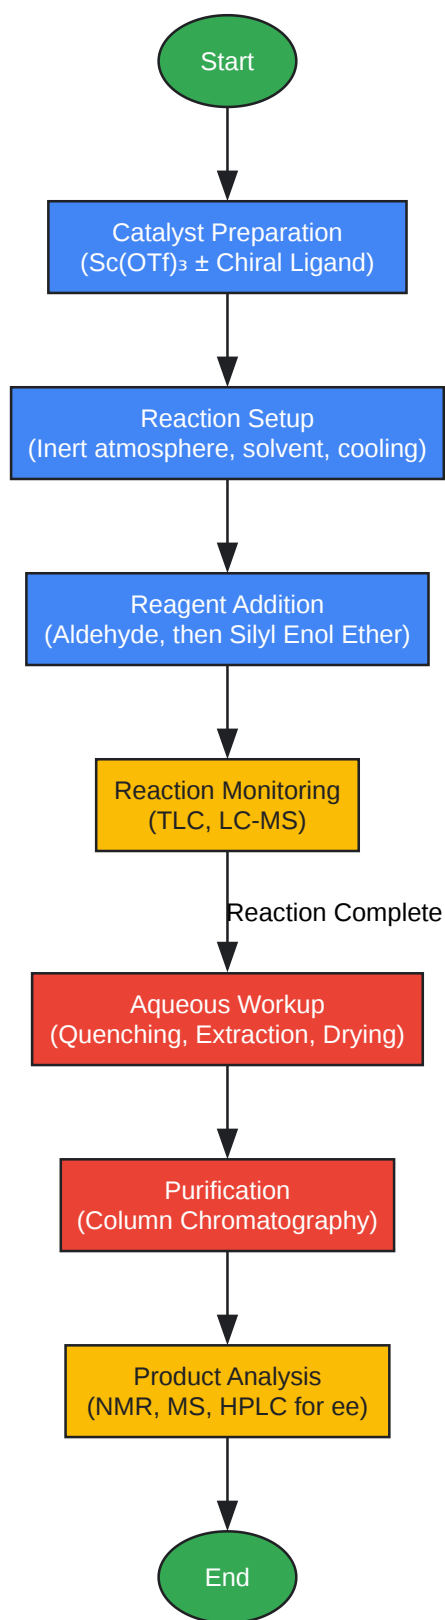 Start
Catalyst Preparation
(Sc(OTf)₃ ± Chiral Ligand)
Reaction Setup
(Inert atmosphere, solvent, cooling)
Reagent Addition
(Aldehyde, then Silyl Enol Ether)
Reaction Monitoring
(TLC, LC-MS)
Reaction Complete
Aqueous Workup
(Quenching, Extraction, Drying)
Purification
(Column Chromatography)
Product Analysis
(NMR, MS, HPLC for ee)
End